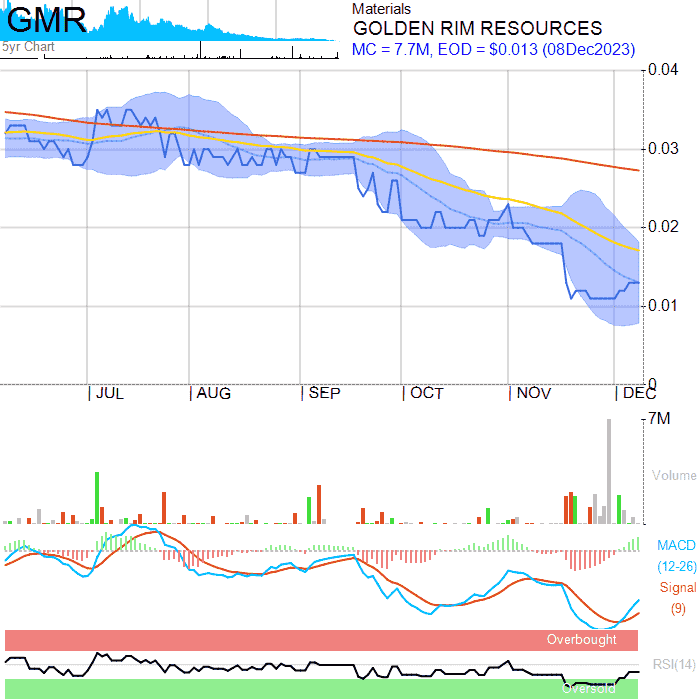 GMR
5yr Chart
Materials
GOLDEN RIM RESOURCES
MC = 7.7M, EOD = $0.013 (08Dec2023)
0.04
0.03
0.02
0.01
0
JUL AUG SEP OCT NOV DEC
7M
Volume
MACD
(12-26)
Signal
(9)
Overbought
RSI(14)
Oversold